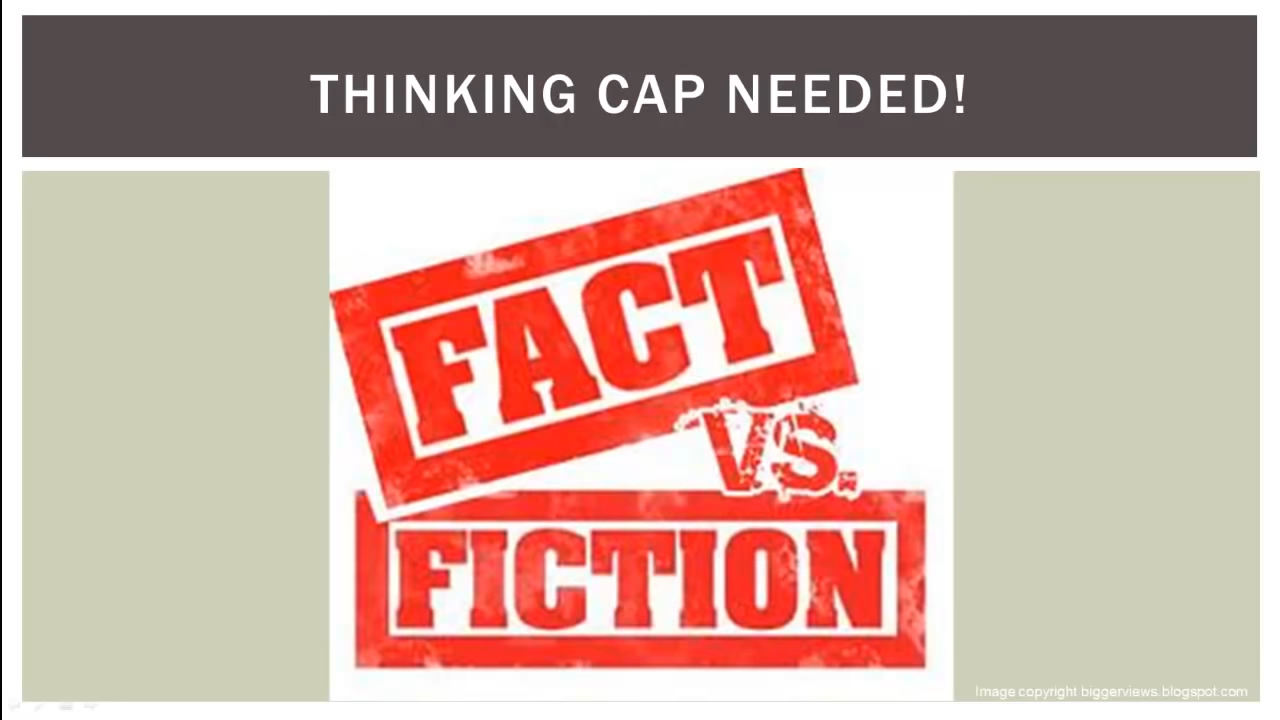 THINKING CAP NEEDED!
FACT
VS.
FICTION
Image copyright biggerviews.blogspot.com